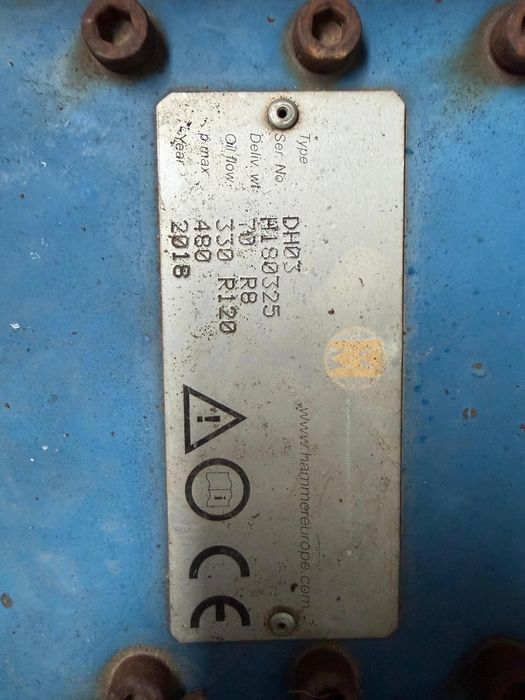 Type DH03
Ser. No H180325
Deliv. wt 70 R8
Oil flow 330 R120
p max 480
Year 2018
www.hammereurope.com
CE